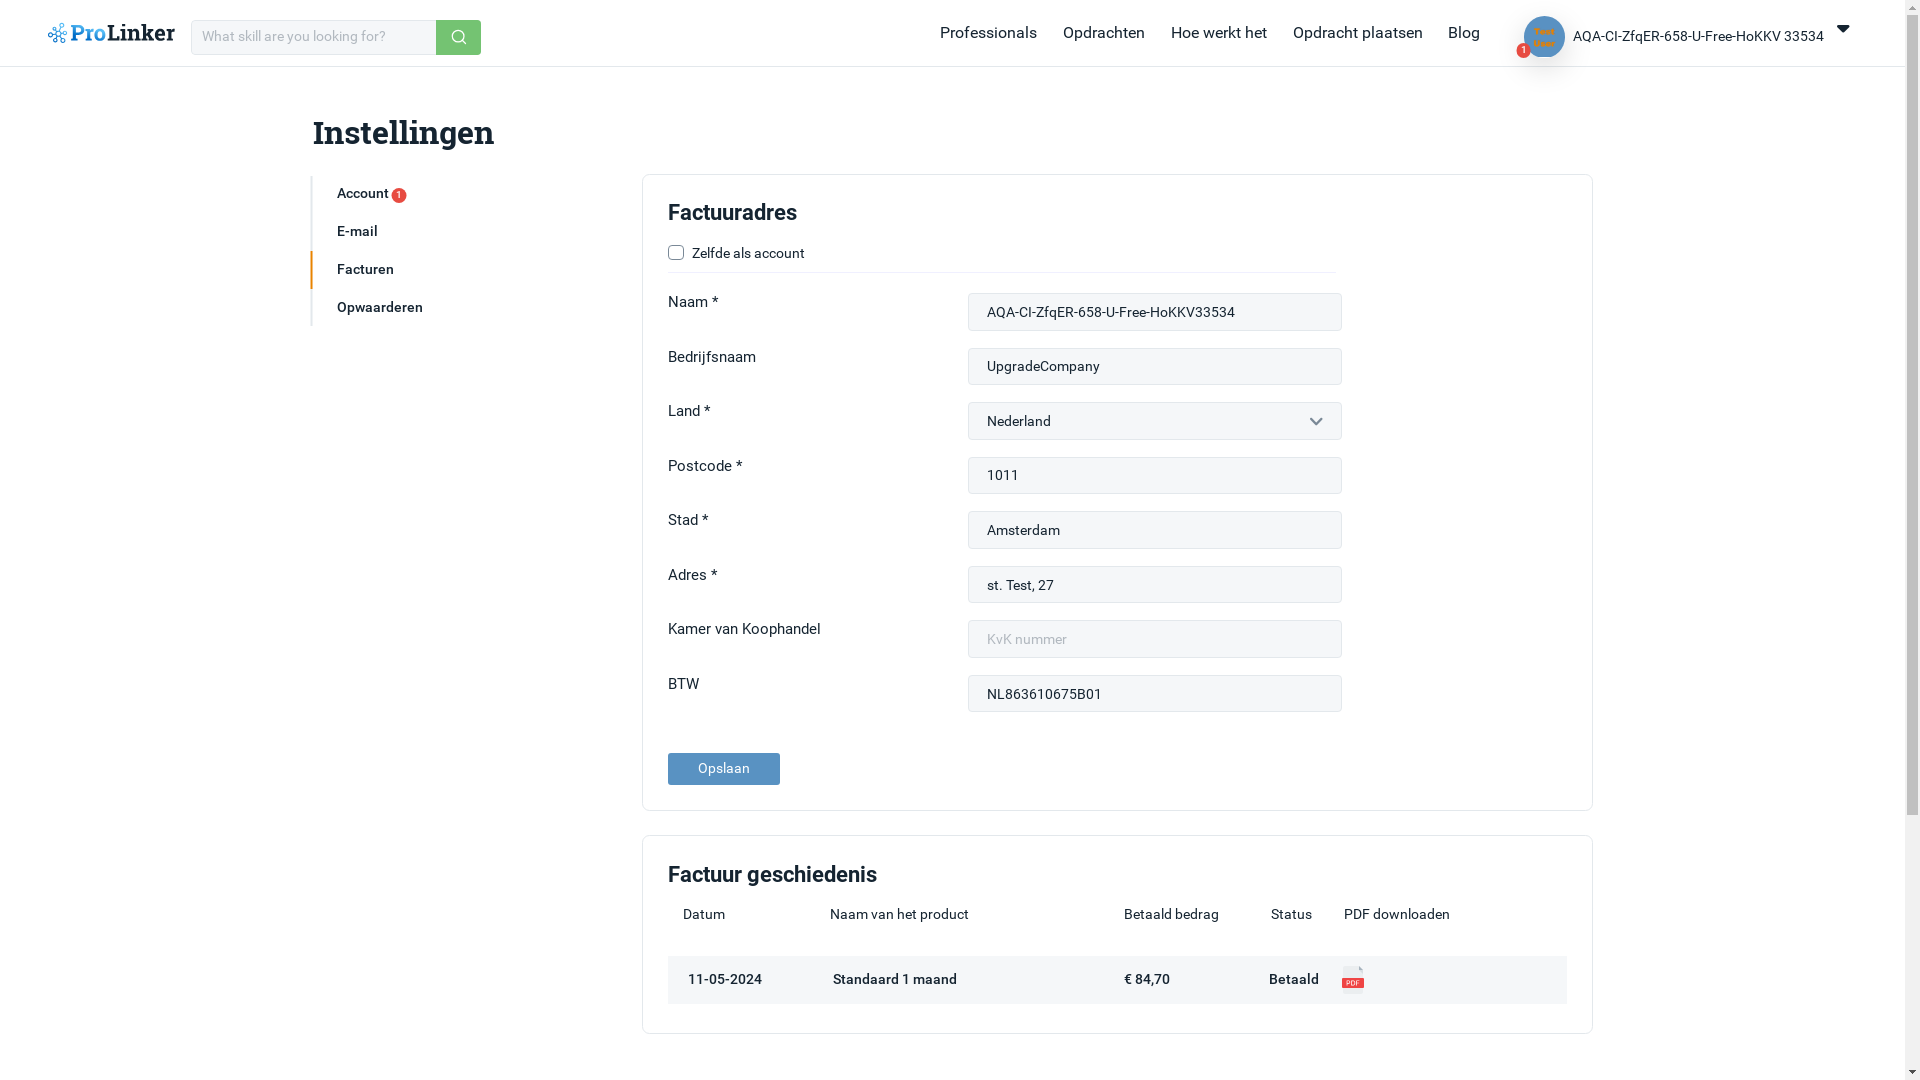 ProLinker
What skill are you looking for?
Professionals
Opdrachten
Hoe werkt het
Opdracht plaatsen
Blog
Test
User
1
AQA-CI-ZfqER-658-U-Free-HoKKV 33534
Instellingen
Account 1
E-mail
Facturen
Opwaarderen
Factuuradres
Zelfde als account
Naam *
AQA-CI-ZfqER-658-U-Free-HoKKV33534
Bedrijfsnaam
UpgradeCompany
Land *
Nederland
Postcode *
1011
Stad *
Amsterdam
Adres *
st. Test, 27
Kamer van Koophandel
KvK nummer
BTW
NL863610675B01
Opslaan
Factuur geschiedenis
Datum Naam van het product Betaald bedrag Status PDF downloaden
11-05-2024 Standaard 1 maand € 84,70 Betaald PDF